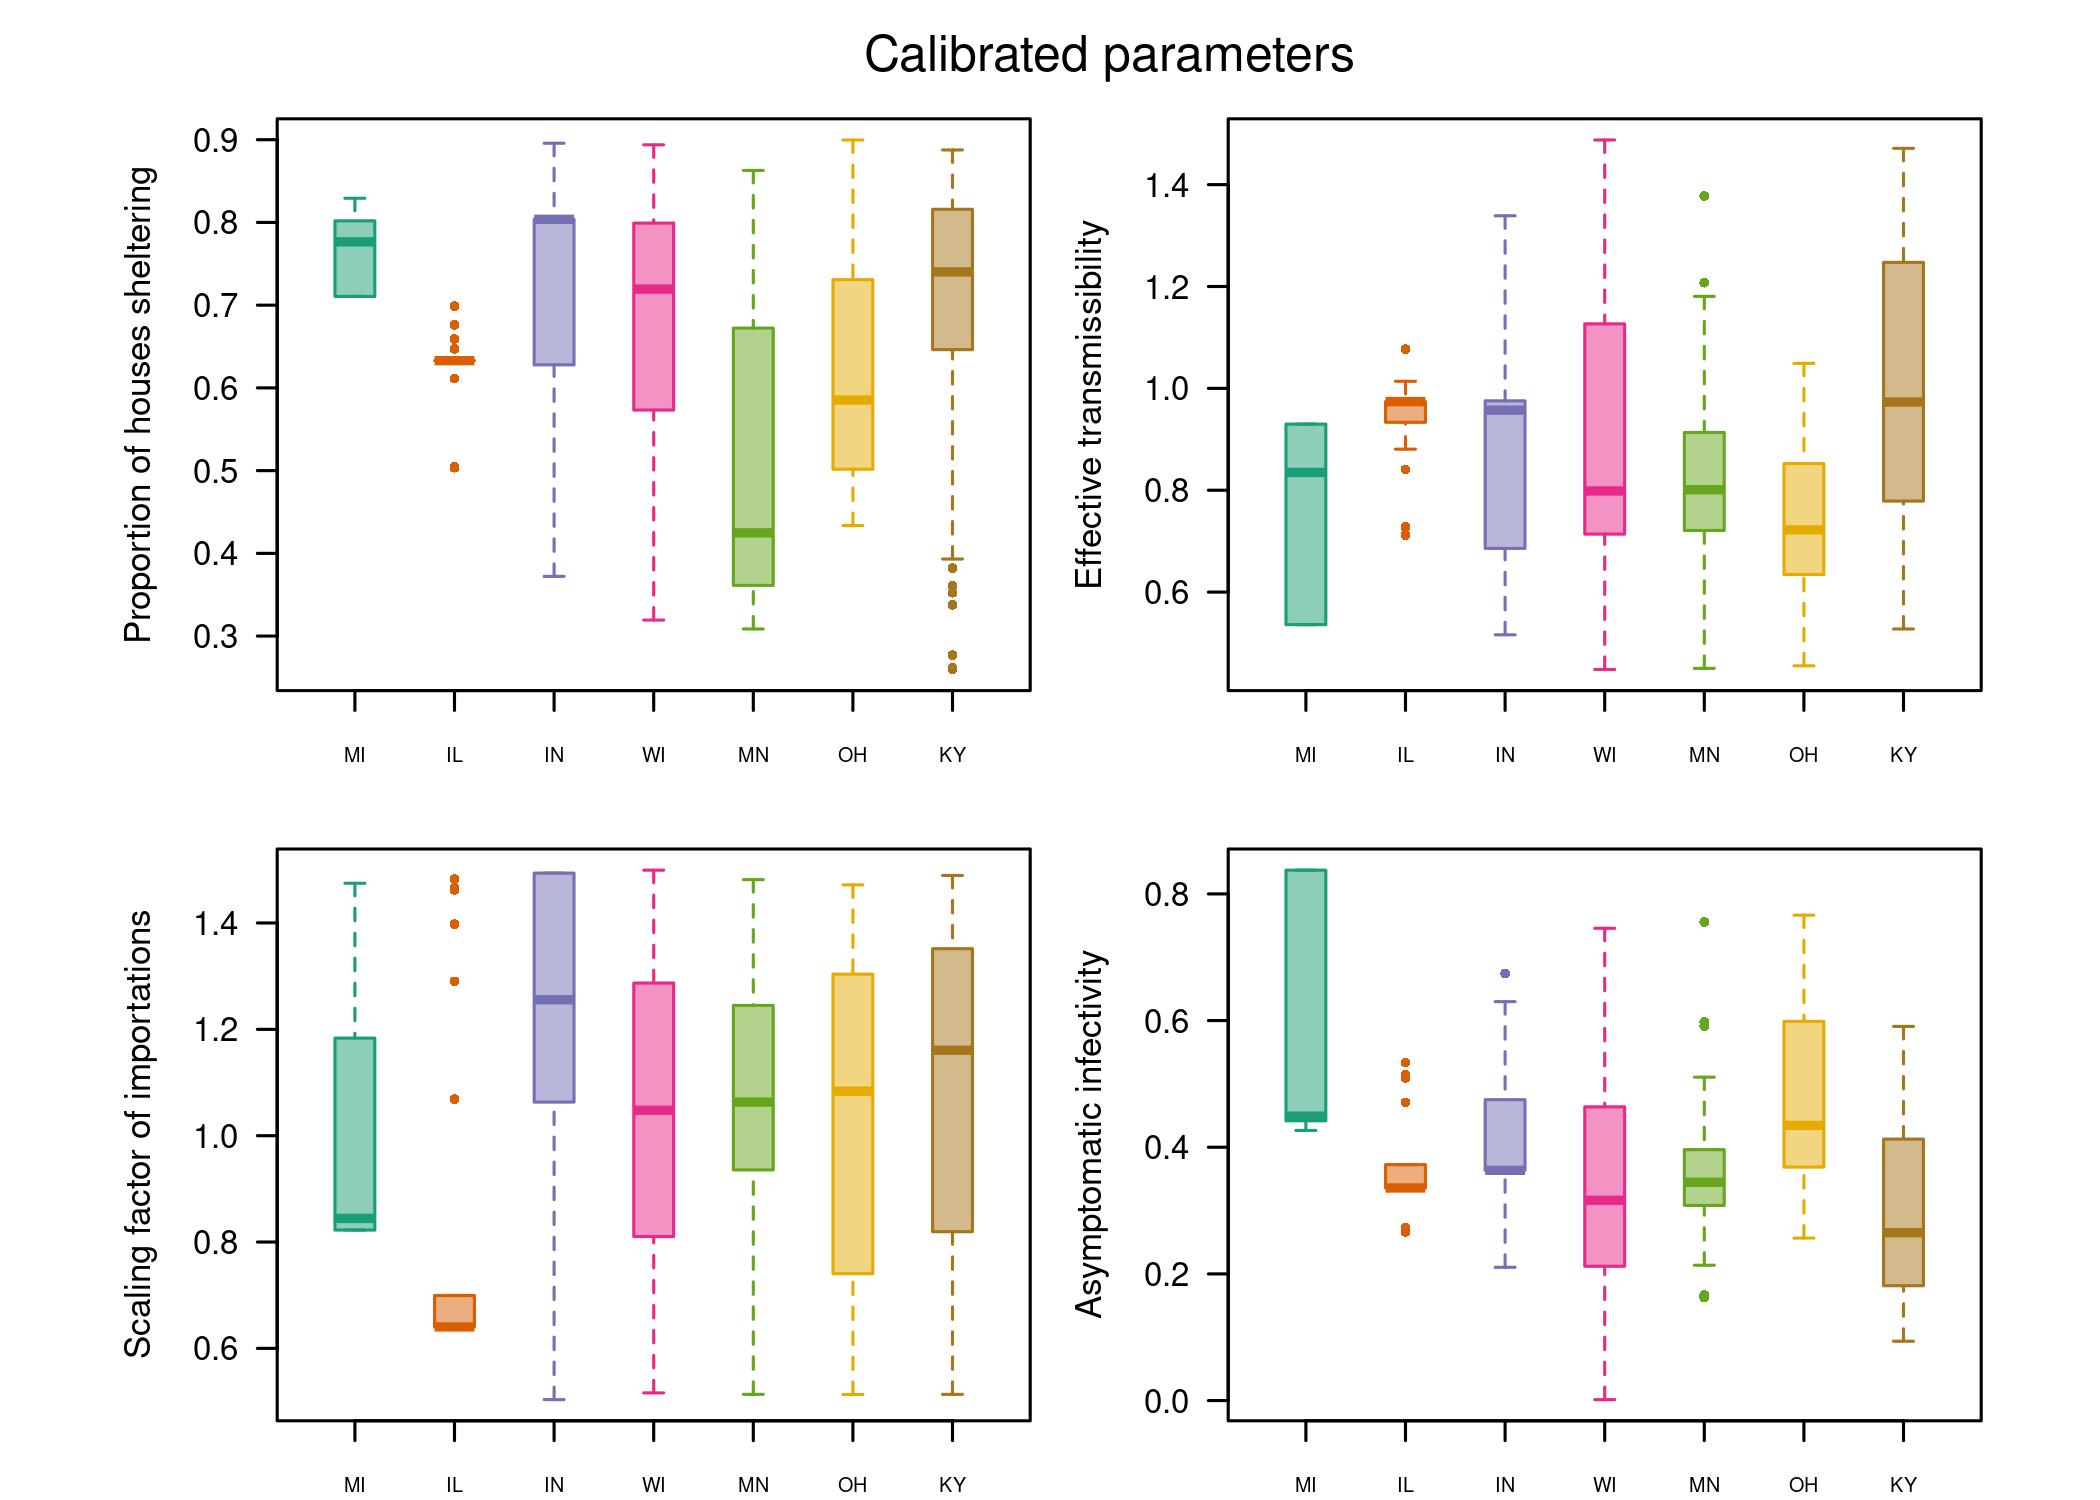 Calibrated parameters
Proportion of houses sheltering
0.9
0.8
0.7
0.6
0.5
0.4
0.3
MI IL IN WI MN OH KY
Effective transmissibility
1.4
1.2
1.0
0.8
0.6
MI IL IN WI MN OH KY
Scaling factor of importations
1.4
1.2
1.0
0.8
0.6
MI IL IN WI MN OH KY
Asymptomatic infectivity
0.8
0.6
0.4
0.2
0.0
MI IL IN WI MN OH KY